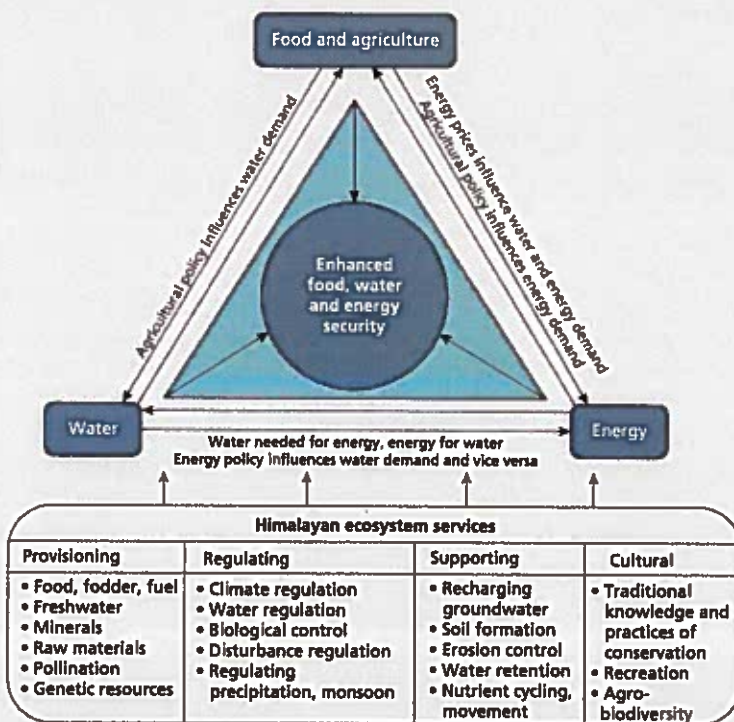 Food and agriculture
Agricultural policy influences water demand
Energy prices influence water and energy demand
Agricultural policy influences energy demand
Enhanced
food, water
and energy
security
Water
Energy
Water needed for energy, energy for water
Energy policy influences water demand and vice versa
Himalayan ecosystem services
Provisioning
• Food, fodder, fuel
• Freshwater
• Minerals
• Raw materials
• Pollination
• Genetic resources
Regulating
• Climate regulation
• Water regulation
• Biological control
• Disturbance regulation
• Regulating
precipitation, monsoon
Supporting
• Recharging
groundwater
• Soil formation
• Erosion control
• Water retention
• Nutrient cycling,
movement
Cultural
• Traditional
knowledge and
practices of
conservation
• Recreation
• Agro-
biodiversity